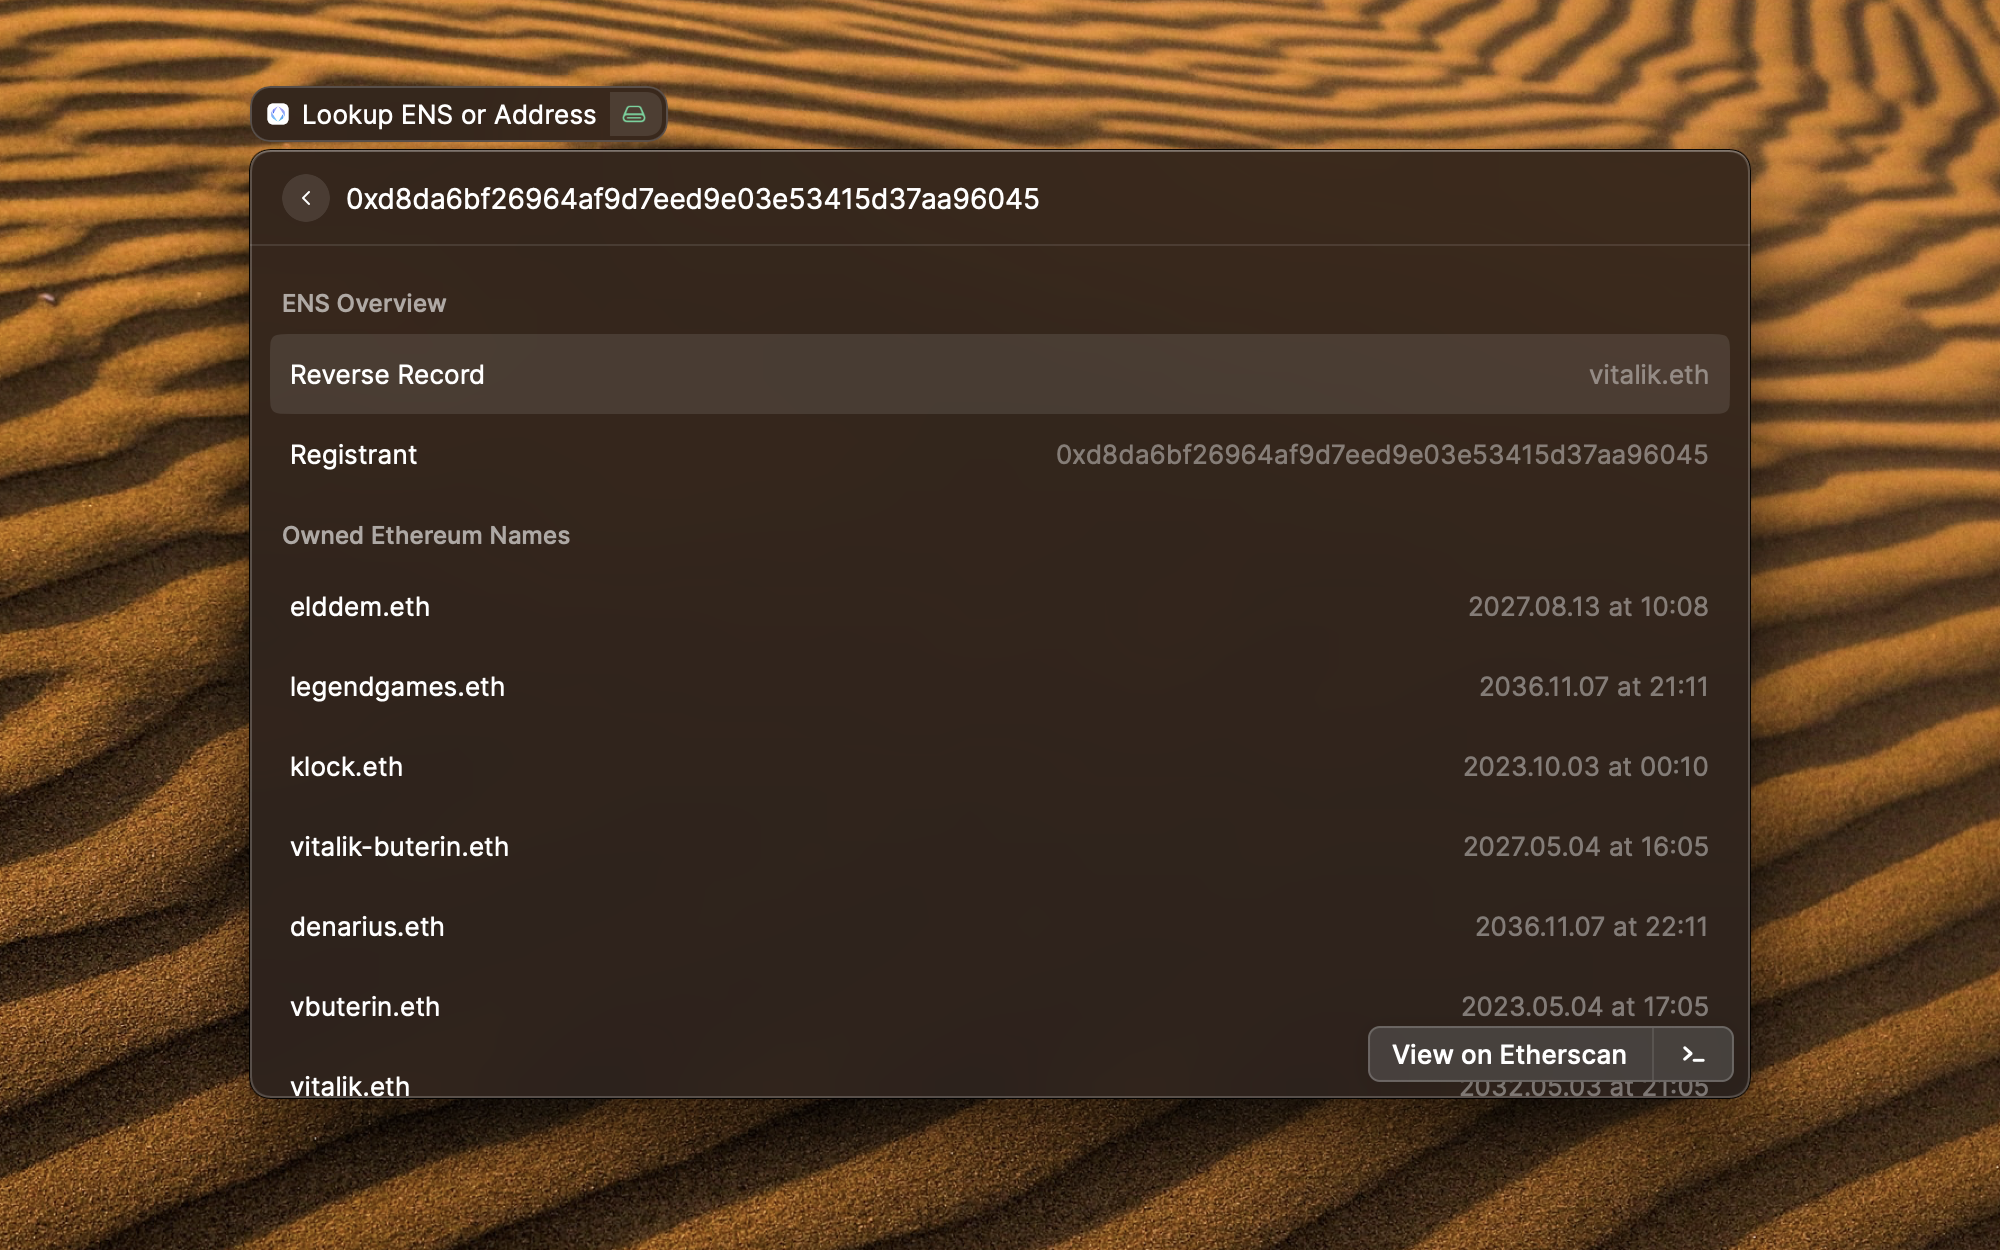 Lookup ENS or Address
0xd8da6bf26964af9d7eed9e03e53415d37aa96045
ENS Overview
Reverse Record vitalik.eth
Registrant 0xd8da6bf26964af9d7eed9e03e53415d37aa96045
Owned Ethereum Names
elddem.eth 2027.08.13 at 10:08
legendgames.eth 2036.11.07 at 21:11
klock.eth 2023.10.03 at 00:10
vitalik-buterin.eth 2027.05.04 at 16:05
denarius.eth 2036.11.07 at 22:11
vbuterin.eth 2023.05.04 at 17:05
View on Etherscan >_
vitalik.eth 2032.05.03 at 21:05